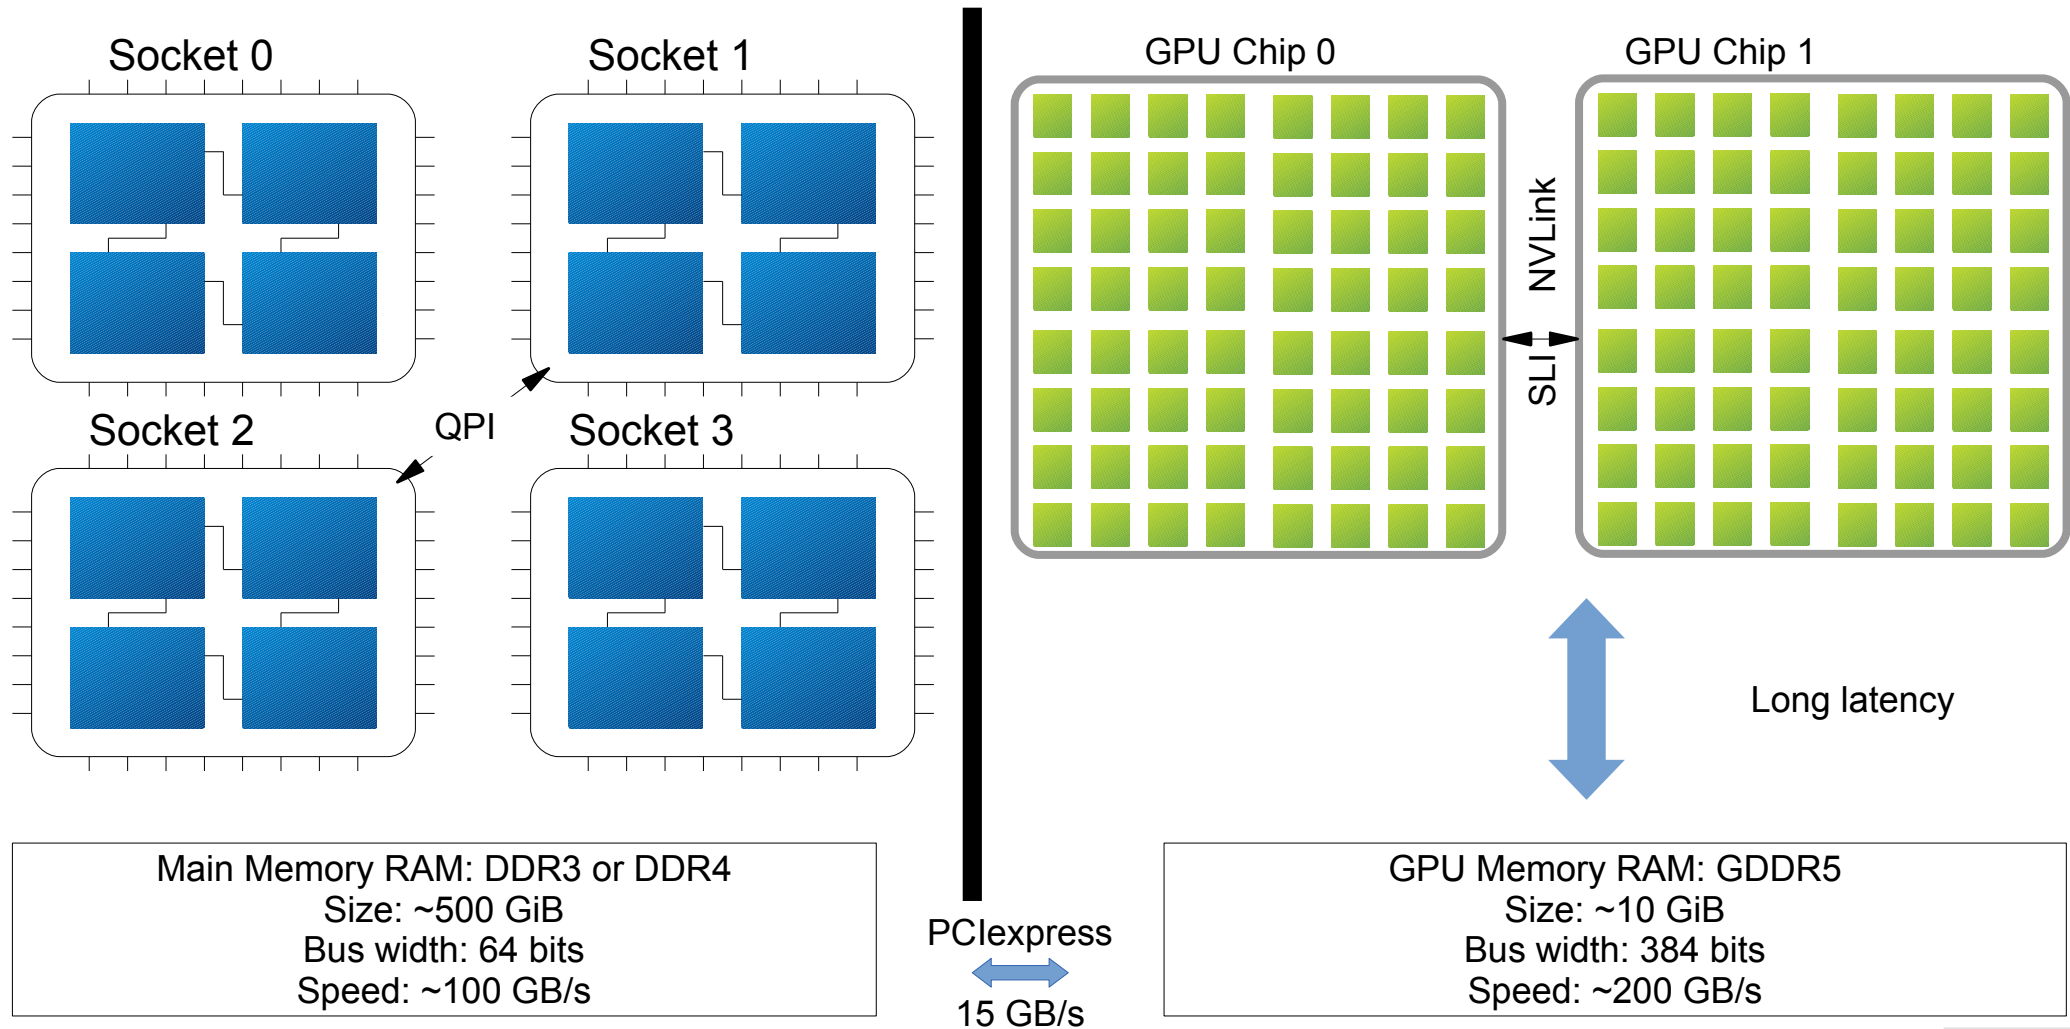 Socket 0
Socket 1
Socket 2
QPI
Socket 3
Main Memory RAM: DDR3 or DDR4
Size: ~500 GiB
Bus width: 64 bits
Speed: ~100 GB/s
PCIexpress
15 GB/s
GPU Chip 0
GPU Chip 1
SLI NVLink
Long latency
GPU Memory RAM: GDDR5
Size: ~10 GiB
Bus width: 384 bits
Speed: ~200 GB/s